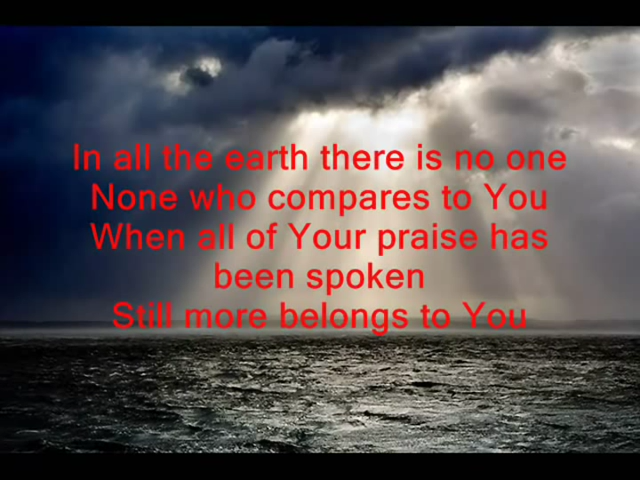 In all the earth there is no one
None who compares to You
When all of Your praise has
been spoken
Still more belongs to You